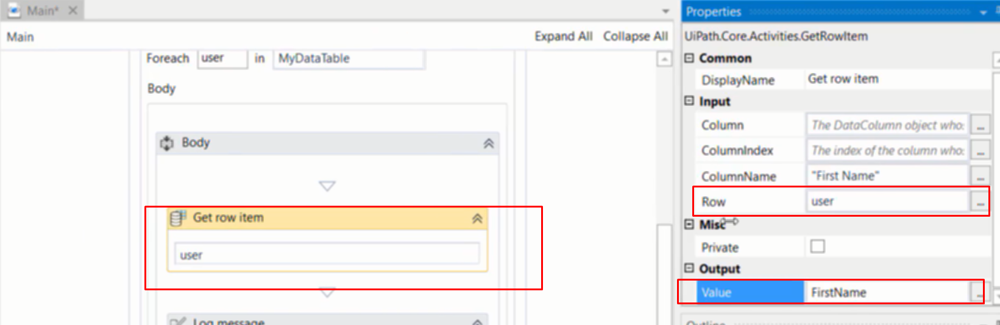 Main*
Main
Expand All Collapse All
Foreach user in MyDataTable
Body
Body
Get row item
user
Log message
Properties
UiPath.Core.Activities.GetRowItem
Common
DisplayName Get row item
Input
Column The DataColumn object who: ...
ColumnIndex The index of the column who: ...
ColumnName "First Name" ...
Row user ...
Misc
Private
Output
Value FirstName ...
Outline